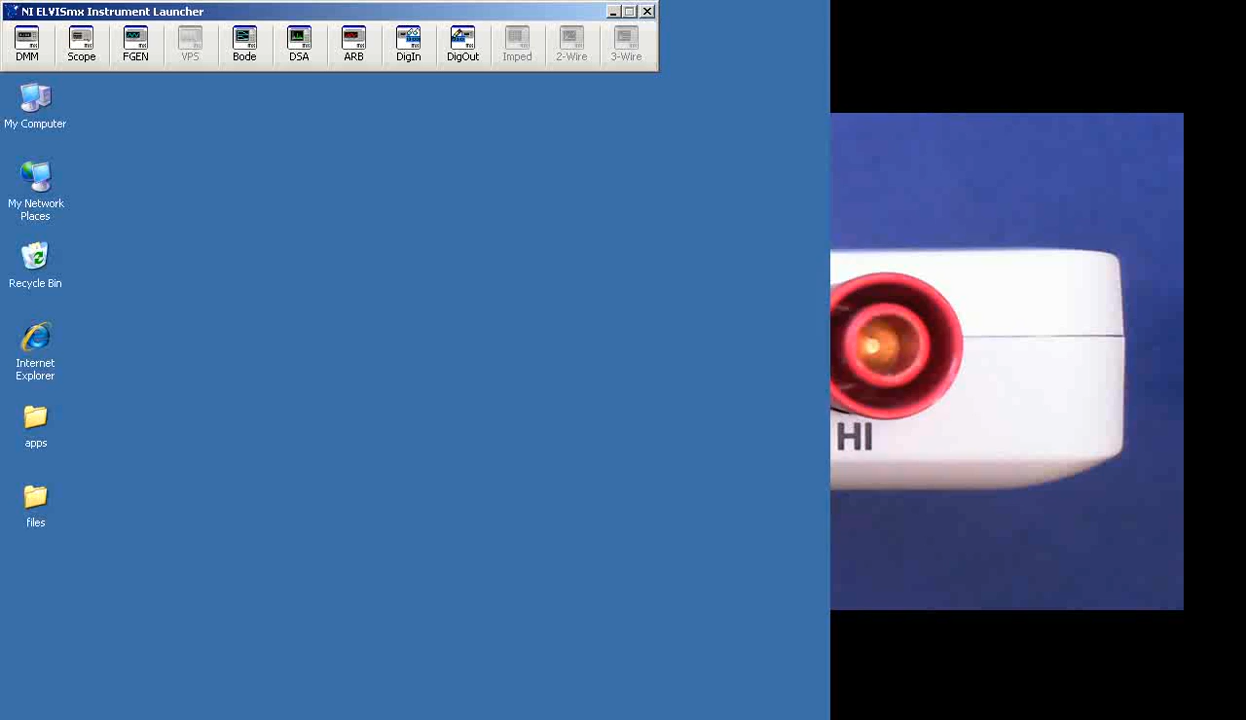 NI ELVISmx Instrument Launcher
DMM Scope FGEN VPS Bode DSA ARB DigIn DigOut Imped 2-Wire 3-Wire
My Computer
My Network
Places
Recycle Bin
Internet
Explorer
apps
files
HI